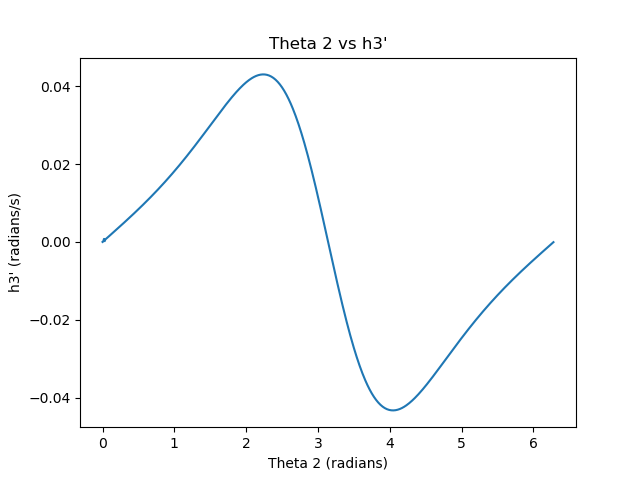 Theta 2 vs h3'
h3' (radians/s)
0.04
0.02
0.00
−0.02
−0.04
0 1 2 3 4 5 6
Theta 2 (radians)